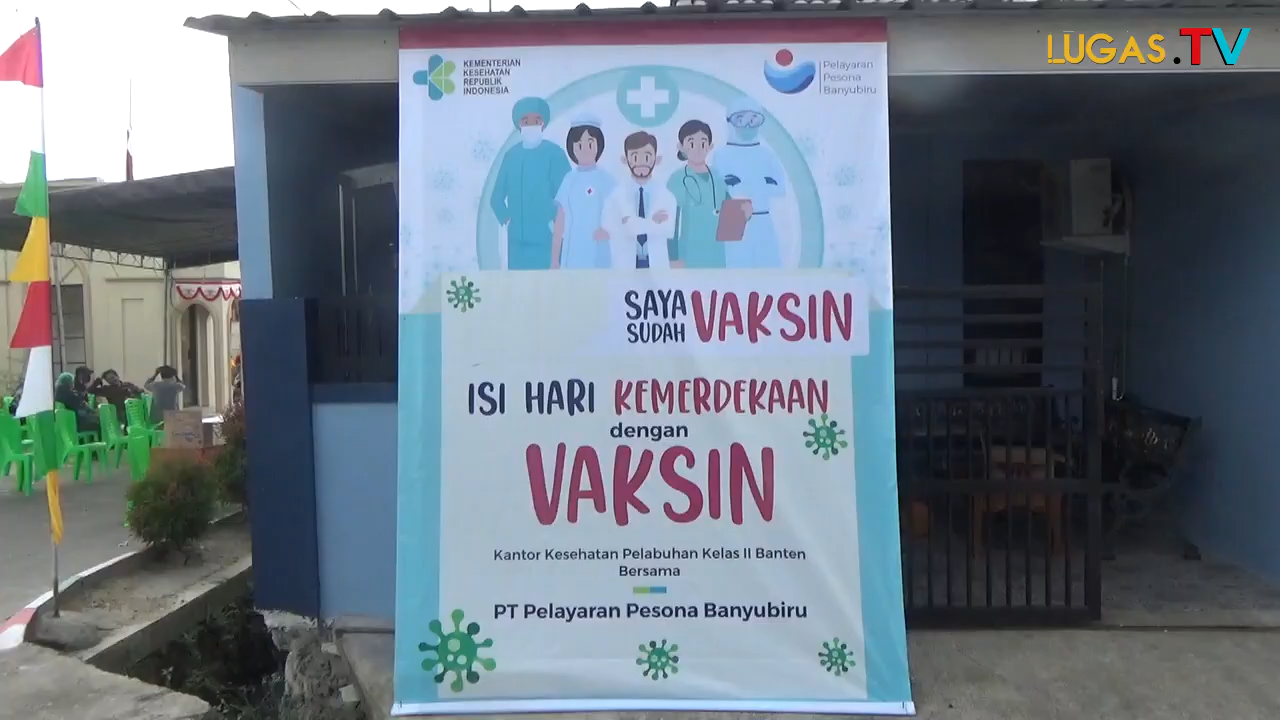 LUGAS.TV
KEMENTERIAN
KESEHATAN
REPUBLIK
INDONESIA
Pelayaran
Pesona
Banyubiru
SAYA
SUDAH
VAKSIN
ISI HARI KEMERDEKAAN
dengan
VAKSIN
Kantor Kesehatan Pelabuhan Kelas II Banten
Bersama
PT Pelayaran Pesona Banyubiru